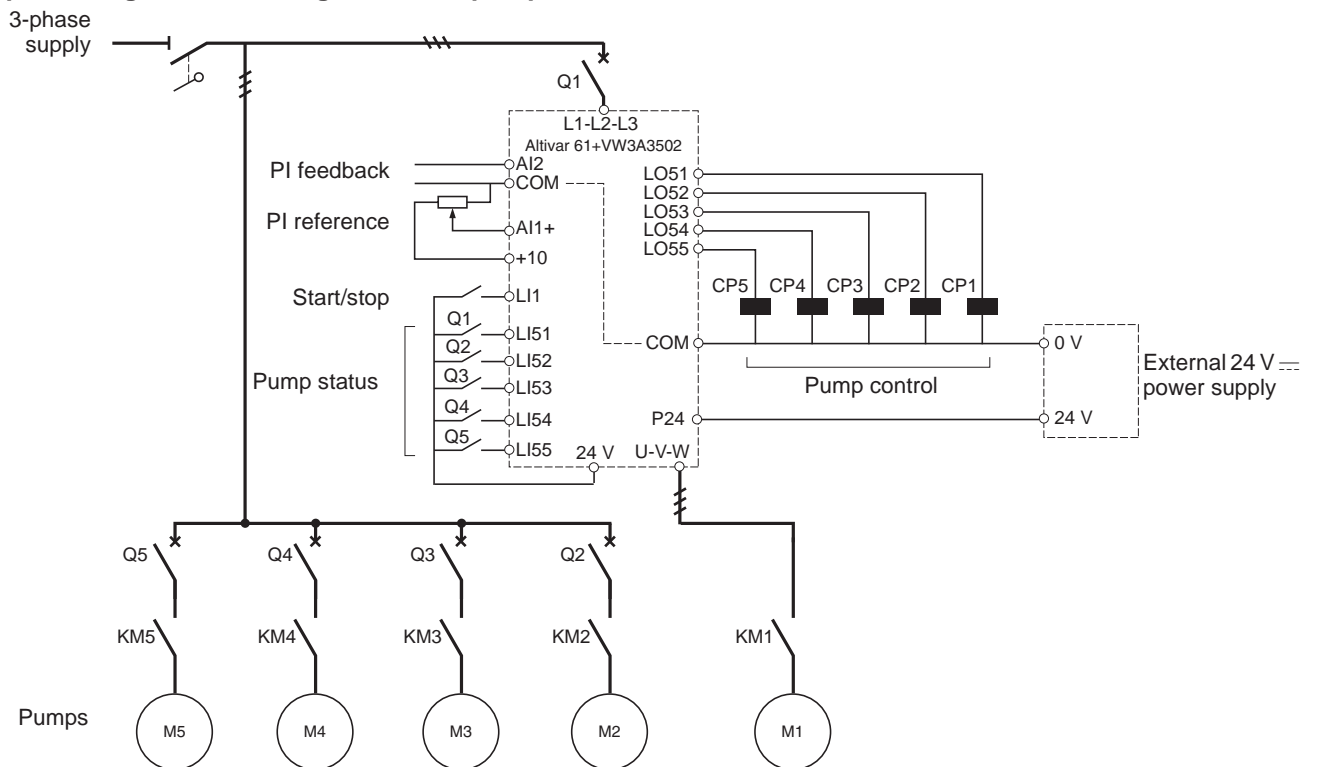 3-phase
supply
Q1
L1-L2-L3
Altivar 61+VW3A3502
PI feedback
AI2
COM
PI reference
AI1+
+10
Start/stop
LI1
Pump status
Q1
LI51
Q2
LI52
Q3
LI53
Q4
LI54
Q5
LI55
24 V
U-V-W
LO51
LO52
LO53
LO54
LO55
CP5
CP4
CP3
CP2
CP1
COM
0 V
Pump control
External 24 V
power supply
P24
24 V
Q5
Q4
Q3
Q2
KM5
KM4
KM3
KM2
KM1
Pumps
M5
M4
M3
M2
M1